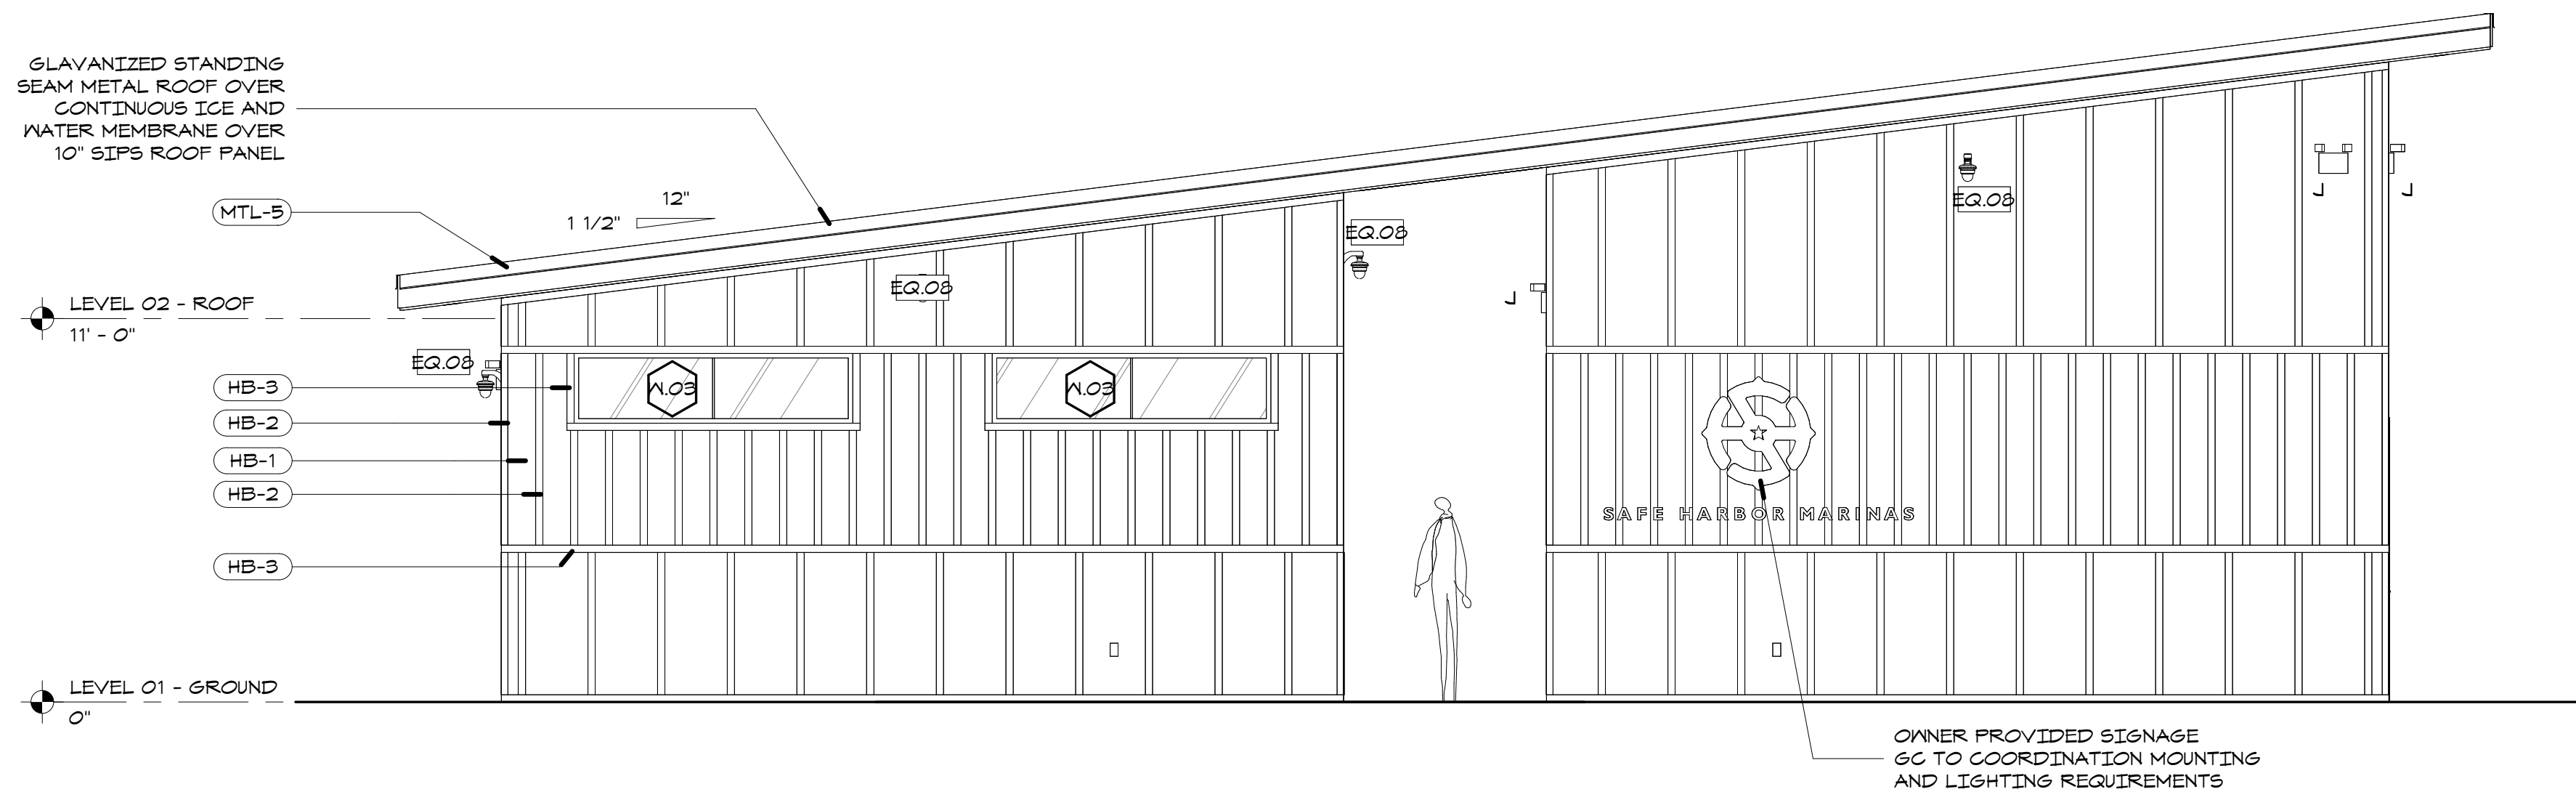 GLAVANIZED STANDING
SEAM METAL ROOF OVER
CONTINUOUS ICE AND
WATER MEMBRANE OVER
10" SIPS ROOF PANEL
MTL-5
12"
1 1/2"
EQ.08
EQ.08
EQ.08
LEVEL 02 - ROOF
11' - 0"
EQ.08
HB-3
W.03
W.03
HB-2
HB-1
HB-2
SAFE HARBOR MARINAS
HB-3
LEVEL 01 - GROUND
0"
OWNER PROVIDED SIGNAGE
GC TO COORDINATION MOUNTING
AND LIGHTING REQUIREMENTS